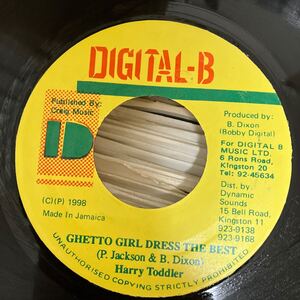 DIGITAL-B
Published By:
Craig Music
Produced by:
B. Dixon
(Bobby Digital)
For DIGITAL B
MUSIC LTD.
6 Rons Road,
Kingston 20
Tel: 92-45634
D
(C)(P) 1998
Made In Jamaica
Dist. by
Dynamic
Sounds
15 Bell Road,
Kingston 11
923-9138
923-9168
GHETTO GIRL DRESS THE BEST
(P. Jackson & B. Dixon)
Harry Toddler
UNAUTHORISED COPYING STRICTLY PROHIBITED